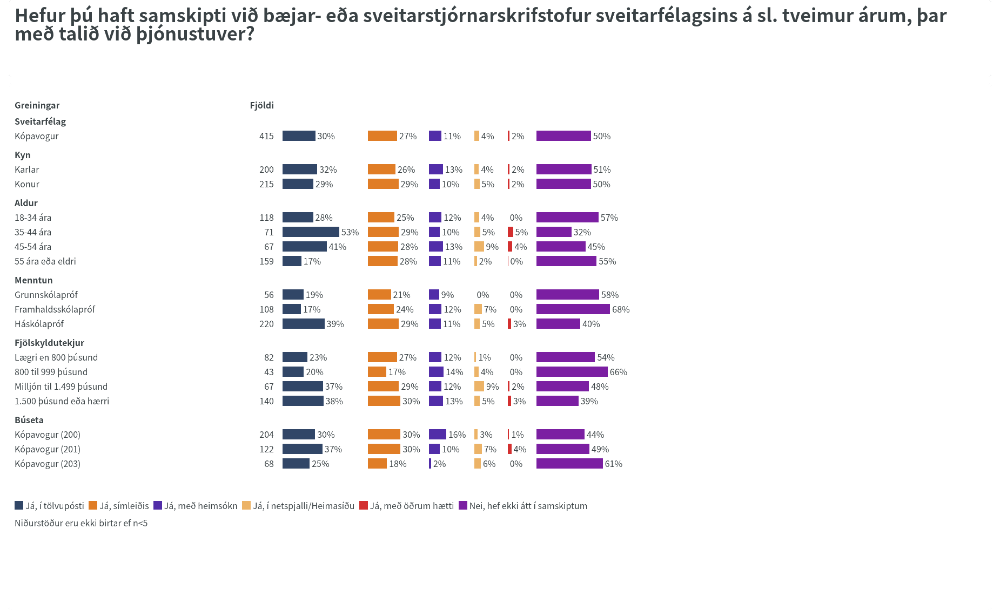 Hefur þú haft samskipti við bæjar- eða sveitarstjórnarskrifstofur sveitarfélagsins á sl. tveimur árum, þar
með talið við þjónustuver?
Greiningar Fjöldi
Sveitarfélag
Kópavogur 415 30% 27% 11% 4% 2% 50%
Kyn
Karlar 200 32% 26% 13% 4% 2% 51%
Konur 215 29% 29% 10% 5% 2% 50%
Aldur
18-34 ára 118 28% 25% 12% 4% 0% 57%
35-44 ára 71 53% 29% 10% 5% 5% 32%
45-54 ára 67 41% 28% 13% 9% 4% 45%
55 ára eða eldri 159 17% 28% 11% 2% 0% 55%
Menntun
Grunnskólapróf 56 19% 21% 9% 0% 0% 58%
Framhaldsskólapróf 108 17% 24% 12% 7% 0% 68%
Háskólapróf 220 39% 29% 11% 5% 3% 40%
Fjölskyldutekjur
Lægri en 800 þúsund 82 23% 27% 12% 1% 0% 54%
800 til 999 þúsund 43 20% 17% 14% 4% 0% 66%
Milljón til 1.499 þúsund 67 37% 29% 12% 9% 2% 48%
1.500 þúsund eða hærri 140 38% 30% 13% 5% 3% 39%
Búseta
Kópavogur (200) 204 30% 30% 16% 3% 1% 44%
Kópavogur (201) 122 37% 30% 10% 7% 4% 49%
Kópavogur (203) 68 25% 18% 2% 6% 0% 61%
Já, í tölvupósti Já, símleiðis Já, með heimsókn Já, í netspjalli/Heimasíðu Já, með öðrum hætti Nei, hef ekki átt í samskiptum
Niðurstöður eru ekki birtar ef n<5